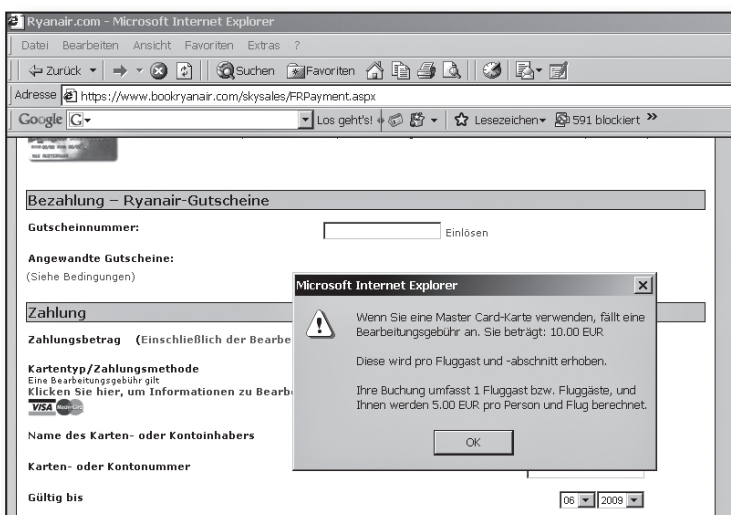 Ryanair.com - Microsoft Internet Explorer
Datei Bearbeiten Ansicht Favoriten Extras ?
Zurück Suchen Favoriten
Adresse https://www.bookryanair.com/skysales/FRPayment.aspx
Google G Los geht's! Lesezeichen 591 blockiert »
Bezahlung – Ryanair-Gutscheine
Gutscheinnummer: Einlösen
Angewandte Gutscheine:
(Siehe Bedingungen)
Zahlung
Zahlungsbetrag (Einschließlich der Bearbe
Kartentyp/Zahlungsmethode
Eine Bearbeitungsgebühr gilt
Klicken Sie hier, um Informationen zu Bearb
VISA MasterCard
Name des Karten- oder Kontoinhabers
Karten- oder Kontonummer
Gültig bis 06 2009
Microsoft Internet Explorer
Wenn Sie eine Master Card-Karte verwenden, fällt eine
Bearbeitungsgebühr an. Sie beträgt: 10.00 EUR
Diese wird pro Fluggast und -abschnitt erhoben.
Ihre Buchung umfasst 1 Fluggast bzw. Fluggäste, und
Ihnen werden 5.00 EUR pro Person und Flug berechnet.
OK